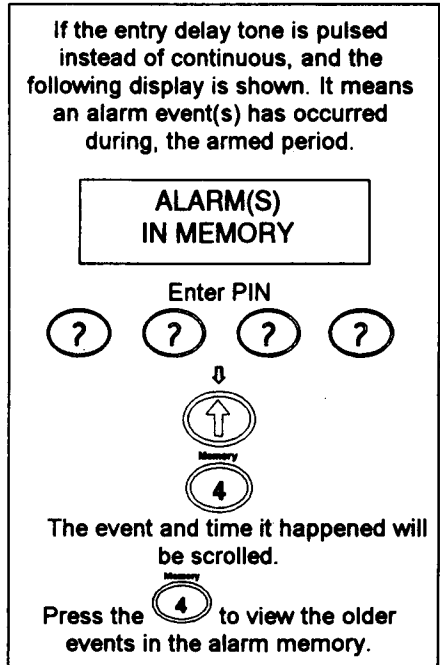 If the entry delay tone is pulsed
instead of continuous, and the
following display is shown. It means
an alarm event(s) has occurred
during, the armed period.
ALARM(S)
IN MEMORY
Enter PIN
? ? ? ?
Memory
4
The event and time it happened will
be scrolled.
Memory
Press the 4 to view the older
events in the alarm memory.